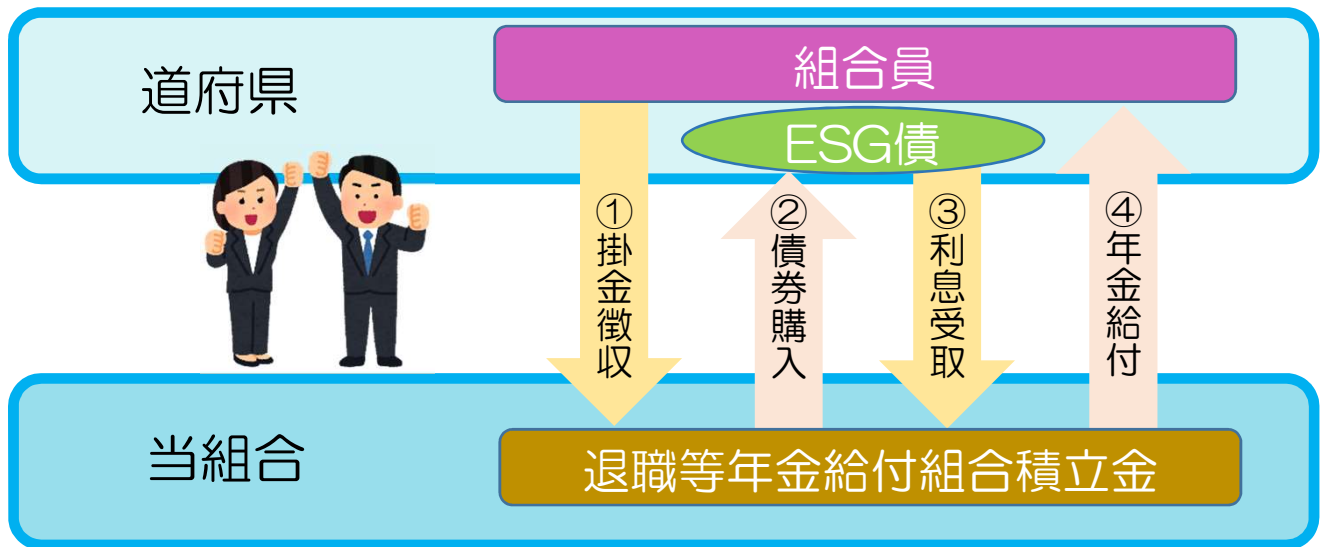 道府県
組合員
ESG債
①掛金徴収
②債券購入
③利息受取
④年金給付
当組合
退職等年金給付組合積立金